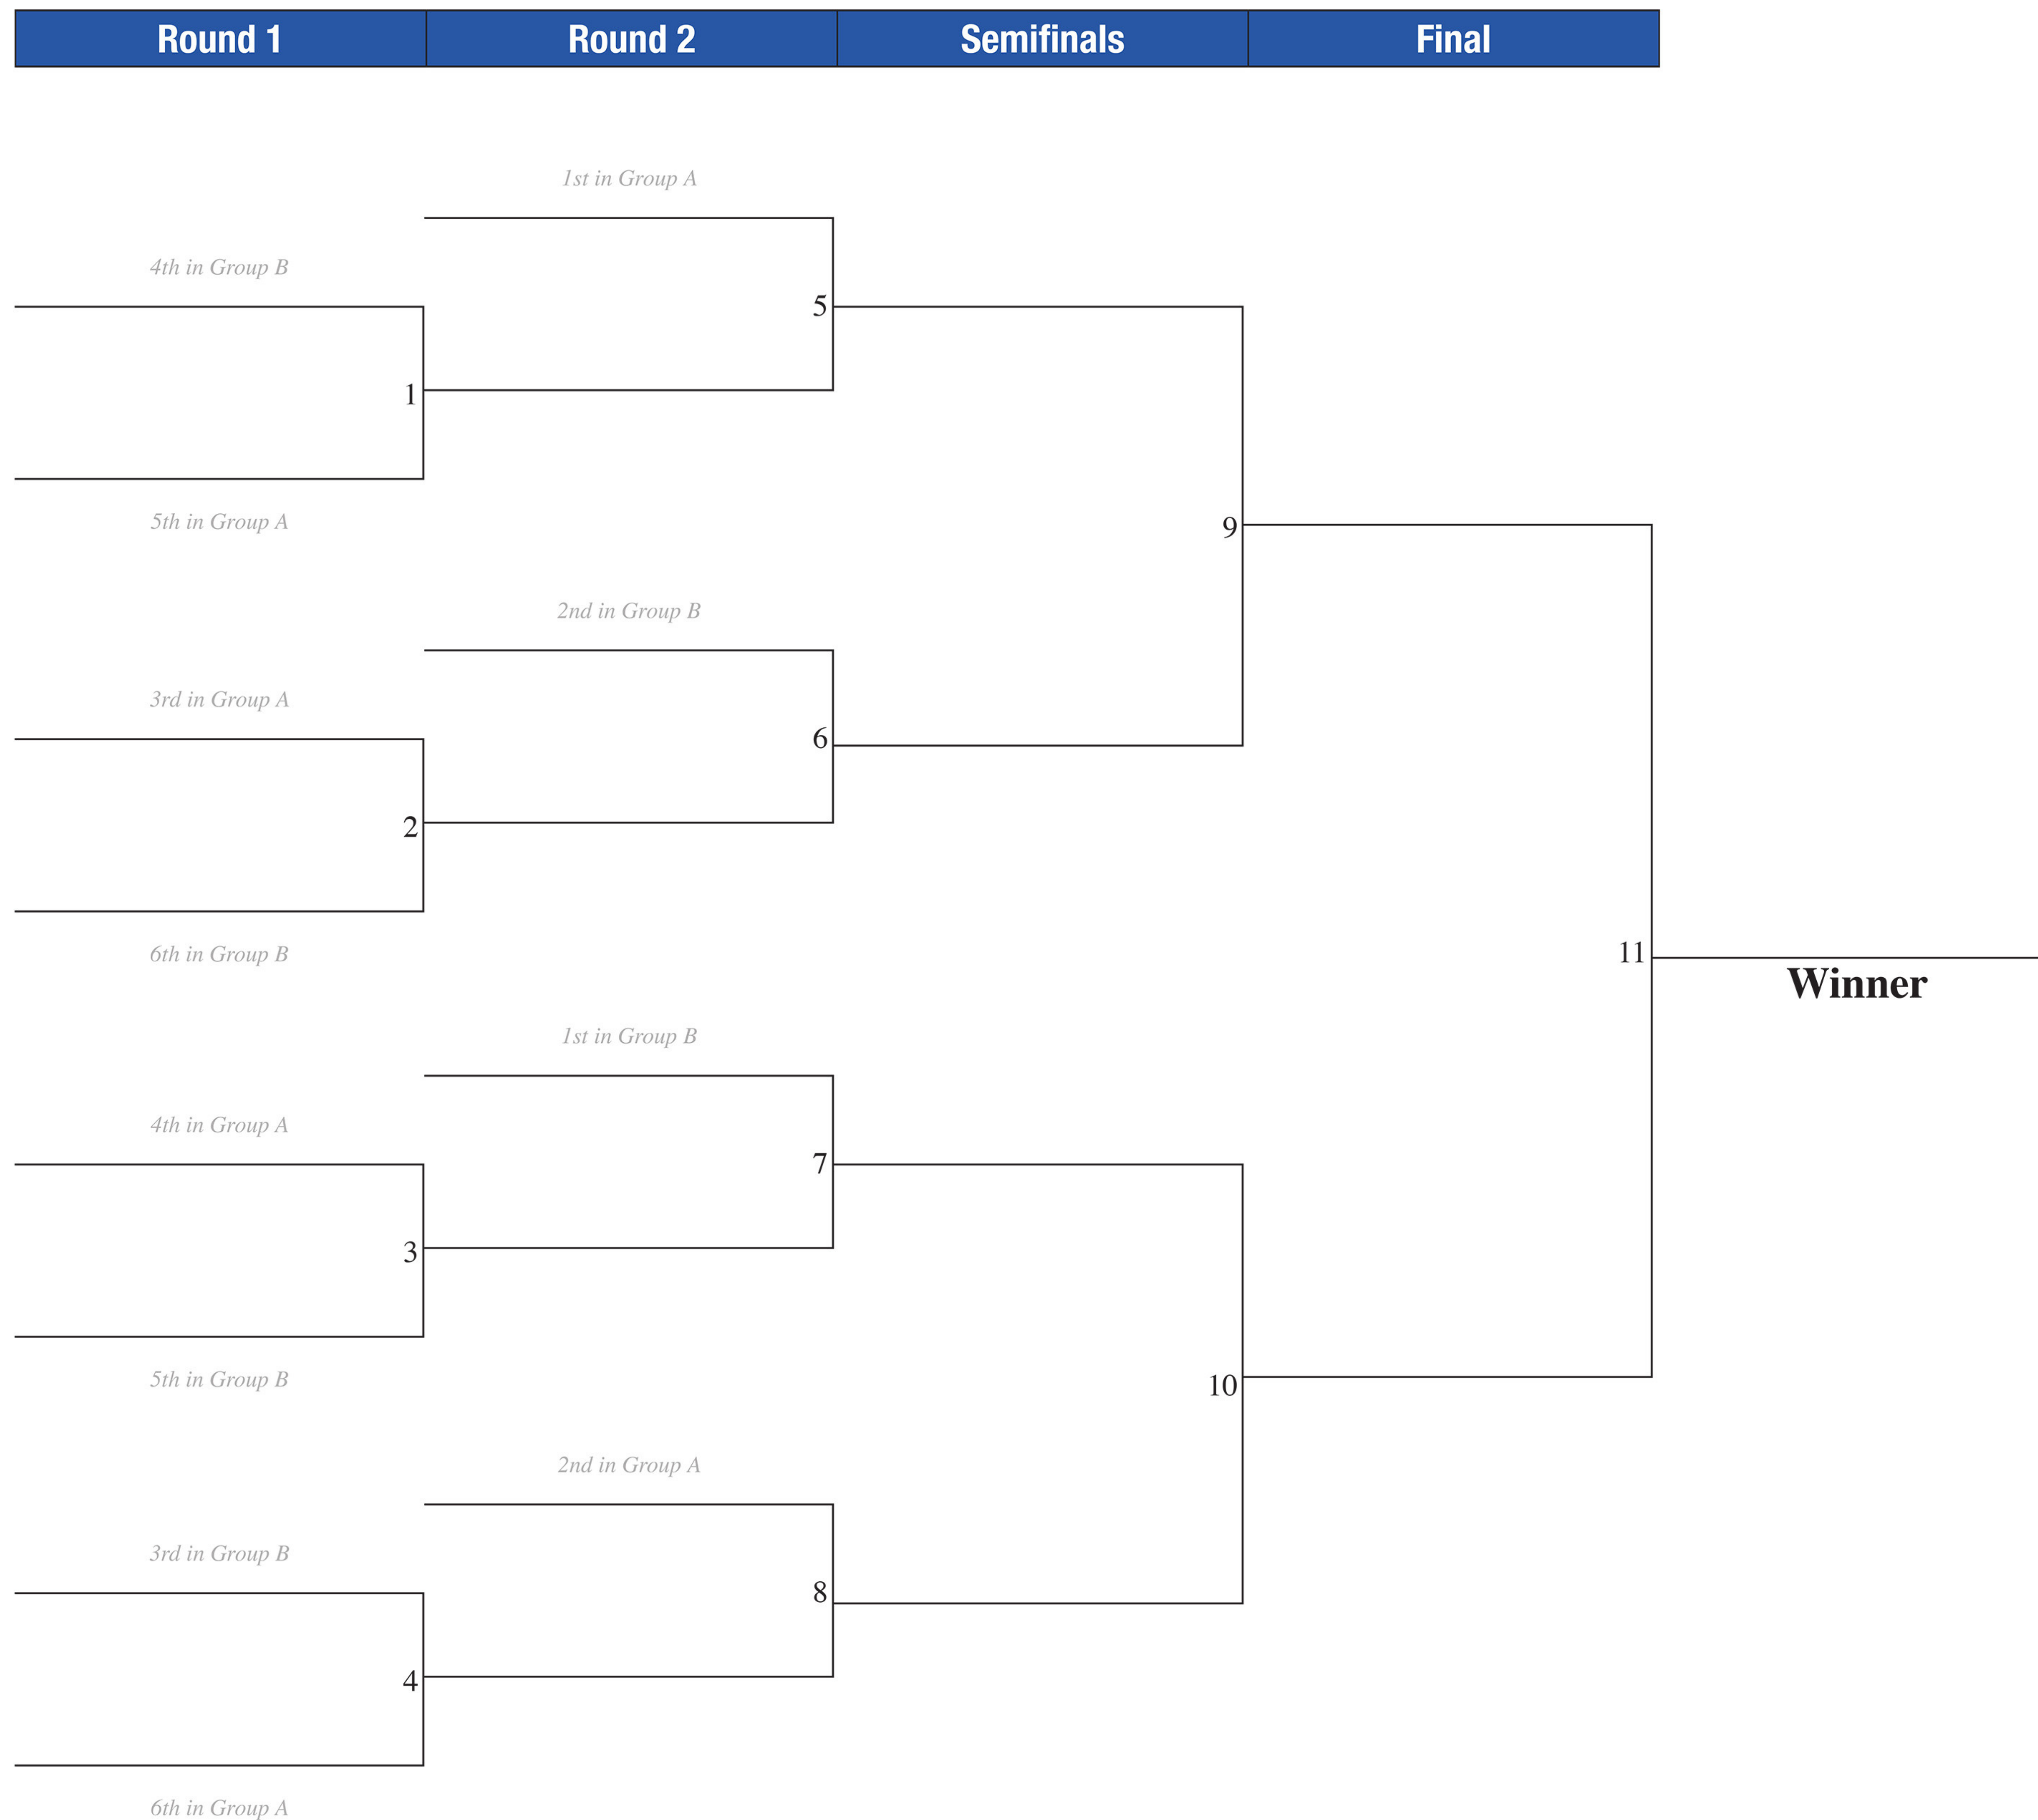 Round 1
Round 2
Semifinals
Final
1st in Group A
4th in Group B
5
1
9
5th in Group A
2nd in Group B
3rd in Group A
6
2
6th in Group B
11
Winner
1st in Group B
4th in Group A
7
3
10
5th in Group B
2nd in Group A
3rd in Group B
8
4
6th in Group A